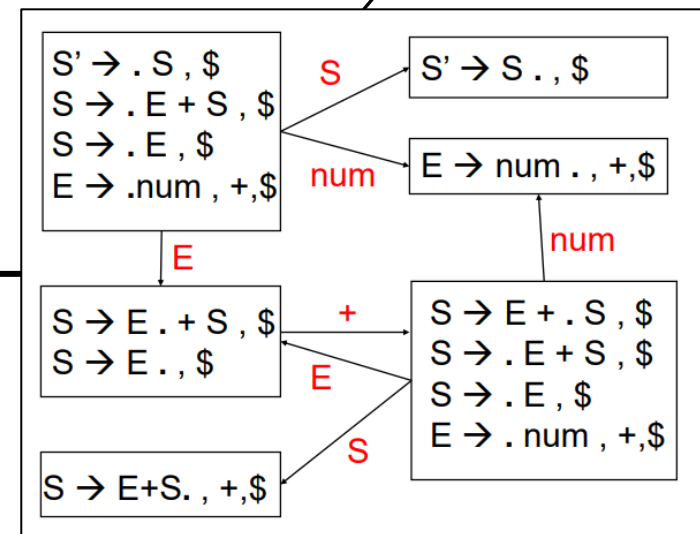 S' → . S , $
S → . E + S , $
S → . E , $
E → .num , +,$
S
num
S' → S . , $
E → num . , +,$
E
num
S → E . + S , $
S → E . , $
+
E
S
S → E + . S , $
S → . E + S , $
S → . E , $
E → . num , +,$
S → E+S. , +,$